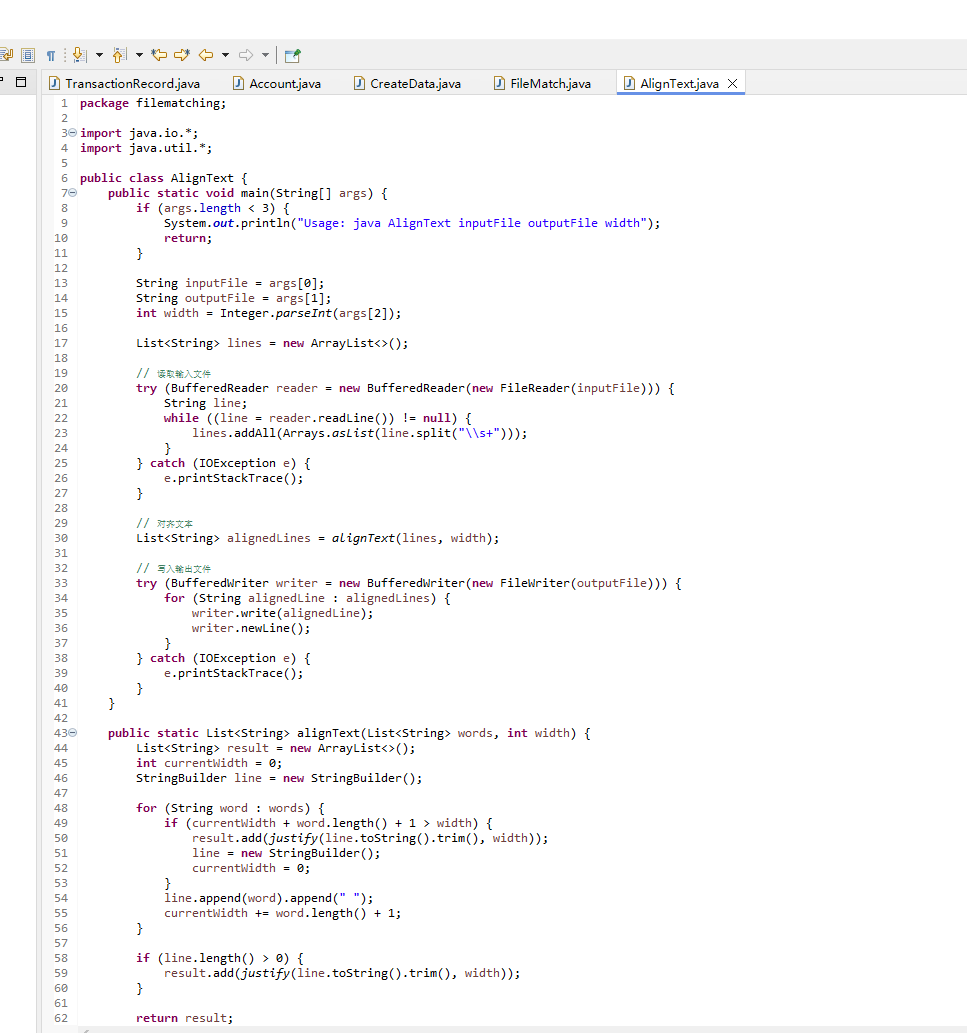 TransactionRecord.java Account.java CreateData.java FileMatch.java AlignText.java
1 package filematching;
2
3 import java.io.*;
4 import java.util.*;
5
6 public class AlignText {
7     public static void main(String[] args) {
8         if (args.length < 3) {
9             System.out.println("Usage: java AlignText inputFile outputFile width");
10             return;
11         }
12
13         String inputFile = args[0];
14         String outputFile = args[1];
15         int width = Integer.parseInt(args[2]);
16
17         List<String> lines = new ArrayList<>();
18
19         // 读取输入文件
20         try (BufferedReader reader = new BufferedReader(new FileReader(inputFile))) {
21             String line;
22             while ((line = reader.readLine()) != null) {
23                 lines.addAll(Arrays.asList(line.split("\\s+")));
24             }
25         } catch (IOException e) {
26             e.printStackTrace();
27         }
28
29         // 对齐文本
30         List<String> alignedLines = alignText(lines, width);
31
32         // 写入输出文件
33         try (BufferedWriter writer = new BufferedWriter(new FileWriter(outputFile))) {
34             for (String alignedLine : alignedLines) {
35                 writer.write(alignedLine);
36                 writer.newLine();
37             }
38         } catch (IOException e) {
39             e.printStackTrace();
40         }
41     }
42
43     public static List<String> alignText(List<String> words, int width) {
44         List<String> result = new ArrayList<>();
45         int currentWidth = 0;
46         StringBuilder line = new StringBuilder();
47
48         for (String word : words) {
49             if (currentWidth + word.length() + 1 > width) {
50                 result.add(justify(line.toString().trim(), width));
51                 line = new StringBuilder();
52                 currentWidth = 0;
53             }
54             line.append(word).append(" ");
55             currentWidth += word.length() + 1;
56         }
57
58         if (line.length() > 0) {
59             result.add(justify(line.toString().trim(), width));
60         }
61
62         return result;